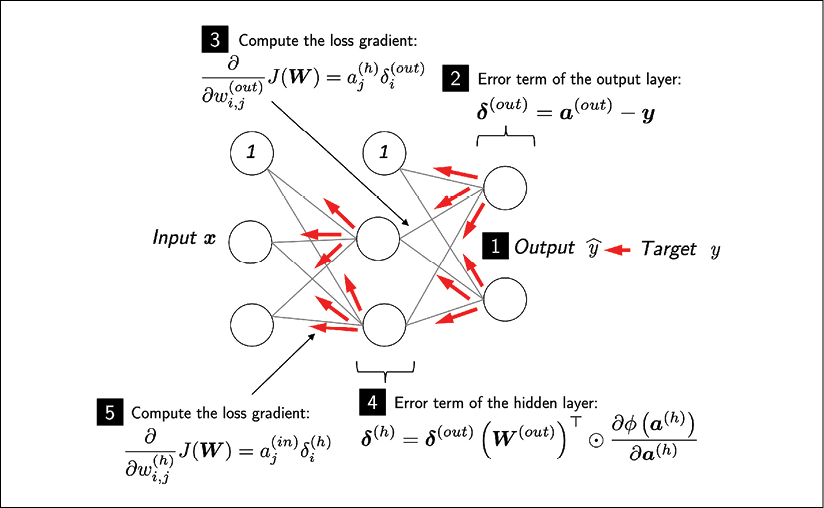 3 Compute the loss gradient:
∂/∂w_{i,j}^{(out)} J(W) = a_j^{(h)} δ_i^{(out)}
2 Error term of the output layer:
δ^{(out)} = a^{(out)} − y
1 1
Input x
1 Output ŷ Target y
4 Error term of the hidden layer:
δ^{(h)} = δ^{(out)} (W^{(out)})^⊤ ⊙ ∂ϕ(a^{(h)})/∂a^{(h)}
5 Compute the loss gradient:
∂/∂w_{i,j}^{(h)} J(W) = a_j^{(in)} δ_i^{(h)}